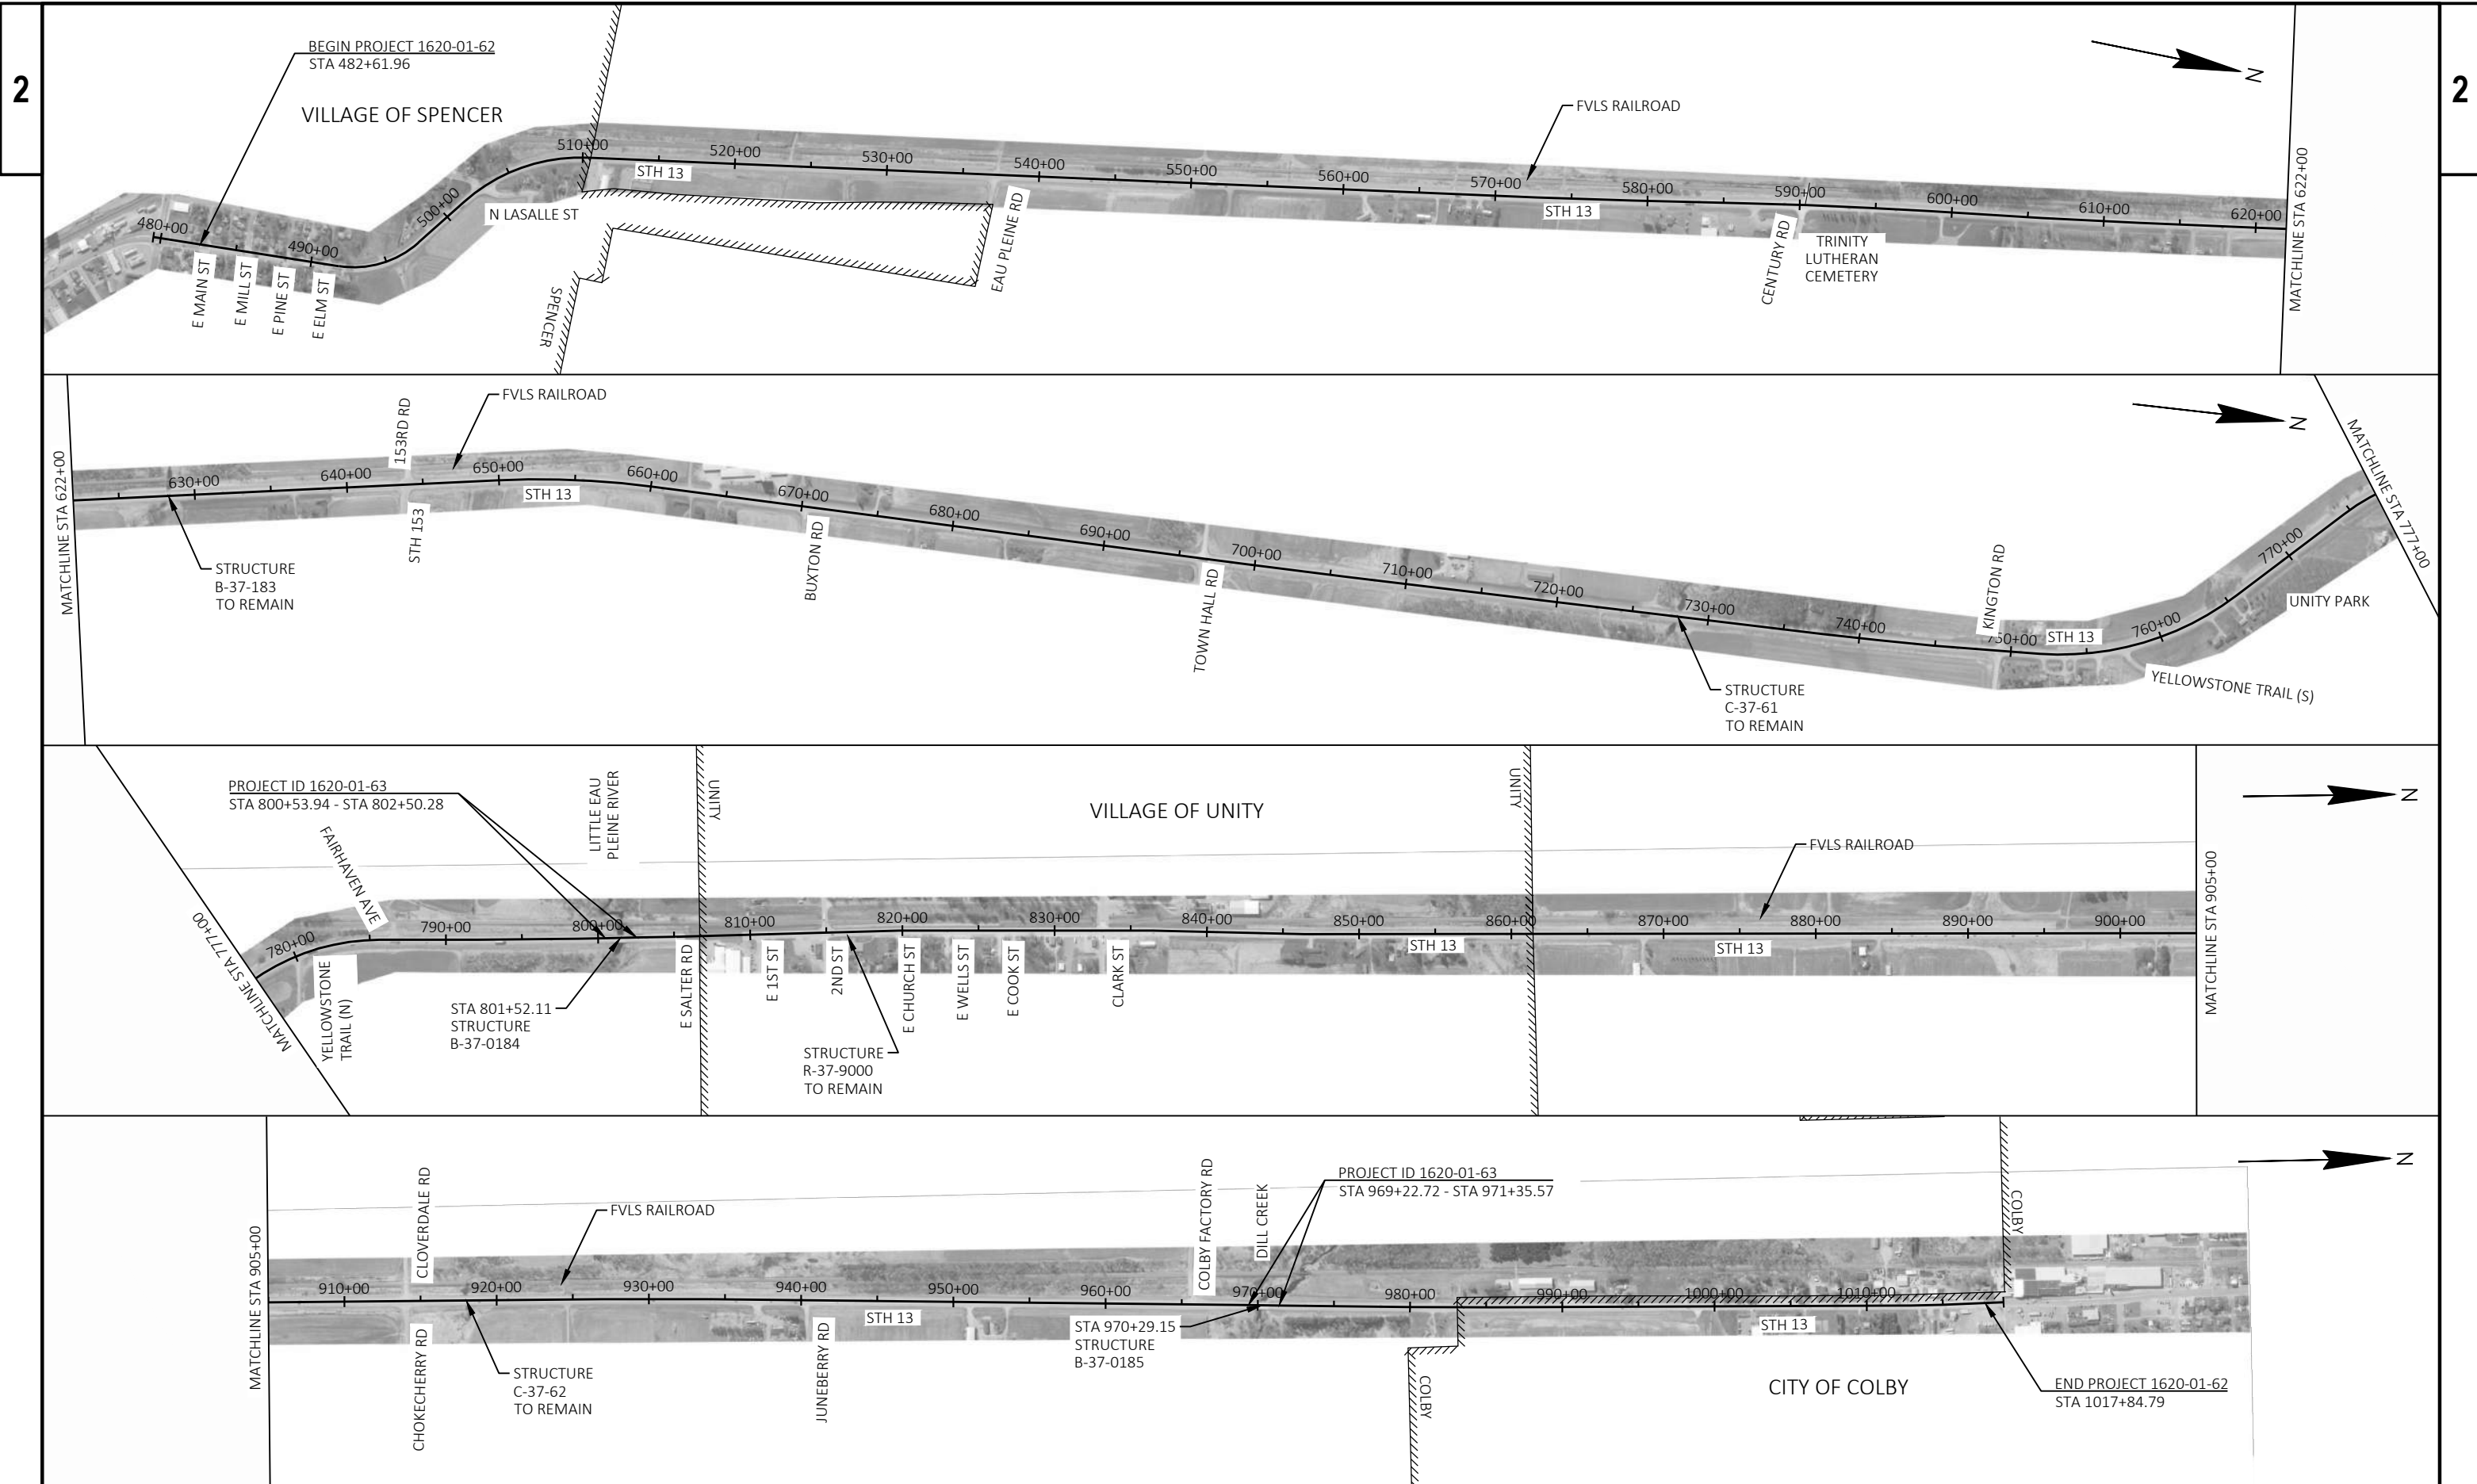 2
2
BEGIN PROJECT 1620-01-62
STA 482+61.96
VILLAGE OF SPENCER
FVLS RAILROAD
N
480+00
490+00
500+00
510+00
520+00
530+00
540+00
550+00
560+00
570+00
580+00
590+00
600+00
610+00
620+00
STH 13
STH 13
N LASALLE ST
E MAIN ST
E MILL ST
E PINE ST
E ELM ST
SPENCER
EAU PLEINE RD
CENTURY RD
TRINITY
LUTHERAN
CEMETERY
MATCHLINE STA 622+00
MATCHLINE STA 622+00
153RD RD
FVLS RAILROAD
N
630+00
640+00
650+00
660+00
670+00
680+00
690+00
700+00
710+00
720+00
730+00
740+00
750+00
760+00
770+00
STH 13
STH 13
STRUCTURE
B-37-183
TO REMAIN
STH 153
BUXTON RD
TOWN HALL RD
STRUCTURE
C-37-61
TO REMAIN
KINGTON RD
UNITY PARK
YELLOWSTONE TRAIL (S)
MATCHLINE STA 777+00
MATCHLINE STA 777+00
PROJECT ID 1620-01-63
STA 800+53.94 - STA 802+50.28
FAIRHAVEN AVE
LITTLE EAU
PLEINE RIVER
UNITY
VILLAGE OF UNITY
UNITY
FVLS RAILROAD
N
780+00
790+00
800+00
810+00
820+00
830+00
840+00
850+00
860+00
870+00
880+00
890+00
900+00
STH 13
STH 13
YELLOWSTONE
TRAIL (N)
STA 801+52.11
STRUCTURE
B-37-0184
E SALTER RD
E 1ST ST
2ND ST
E CHURCH ST
E WELLS ST
E COOK ST
CLARK ST
STRUCTURE
R-37-9000
TO REMAIN
MATCHLINE STA 905+00
MATCHLINE STA 905+00
CLOVERDALE RD
FVLS RAILROAD
COLBY FACTORY RD
DILL CREEK
PROJECT ID 1620-01-63
STA 969+22.72 - STA 971+35.57
COLBY
N
910+00
920+00
930+00
940+00
950+00
960+00
970+00
980+00
990+00
1000+00
1010+00
STH 13
STH 13
CHOKECHERRY RD
STRUCTURE
C-37-62
TO REMAIN
JUNEBERRY RD
STA 970+29.15
STRUCTURE
B-37-0185
COLBY
CITY OF COLBY
END PROJECT 1620-01-62
STA 1017+84.79